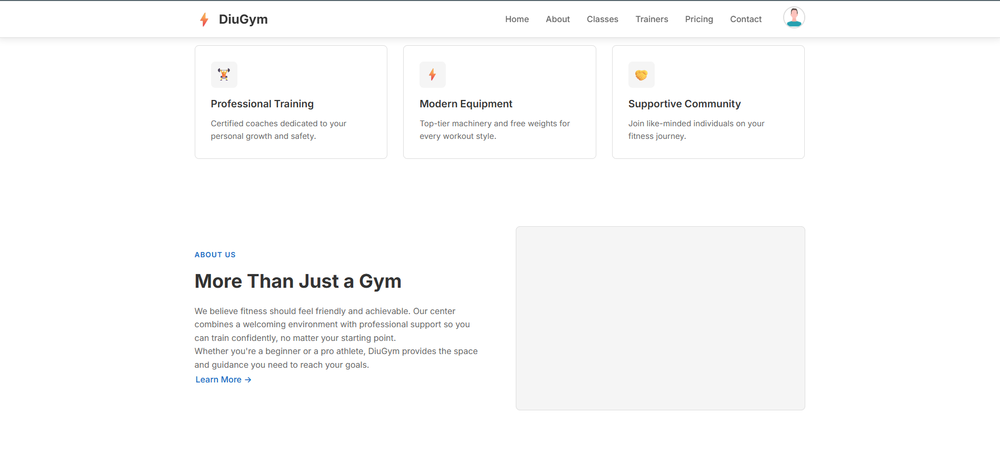 DiuGym
Home
About
Classes
Trainers
Pricing
Contact
Professional Training
Certified coaches dedicated to your
personal growth and safety.
Modern Equipment
Top-tier machinery and free weights for
every workout style.
Supportive Community
Join like-minded individuals on your
fitness journey.
ABOUT US
More Than Just a Gym
We believe fitness should feel friendly and achievable. Our center
combines a welcoming environment with professional support so you
can train confidently, no matter your starting point.
Whether you're a beginner or a pro athlete, DiuGym provides the space
and guidance you need to reach your goals.
Learn More →